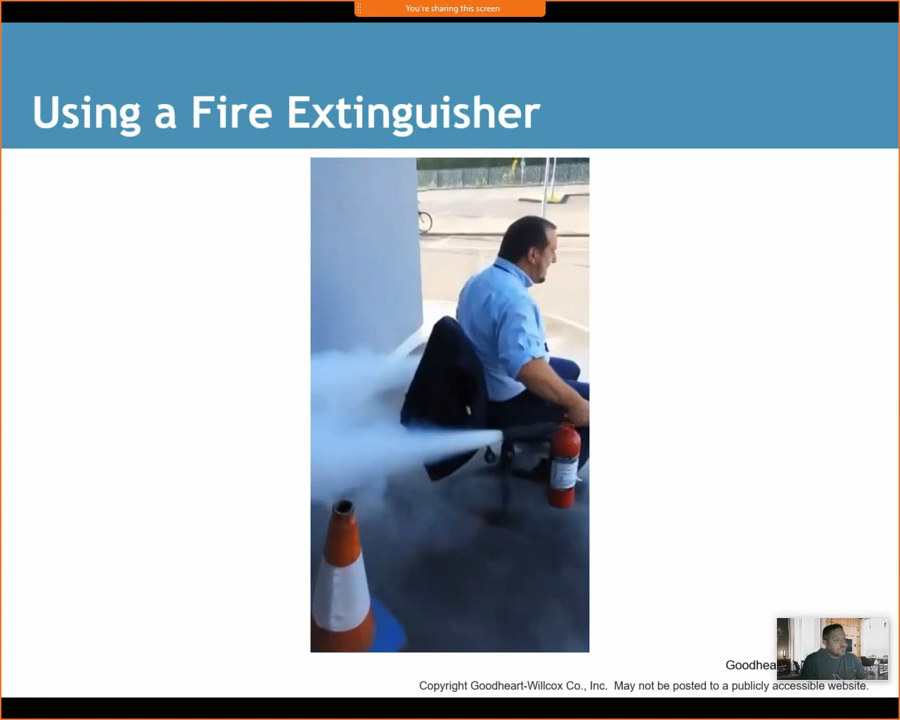 You're sharing this screen
Using a Fire Extinguisher
Goodhea
Copyright Goodheart-Willcox Co., Inc.  May not be posted to a publicly accessible website.